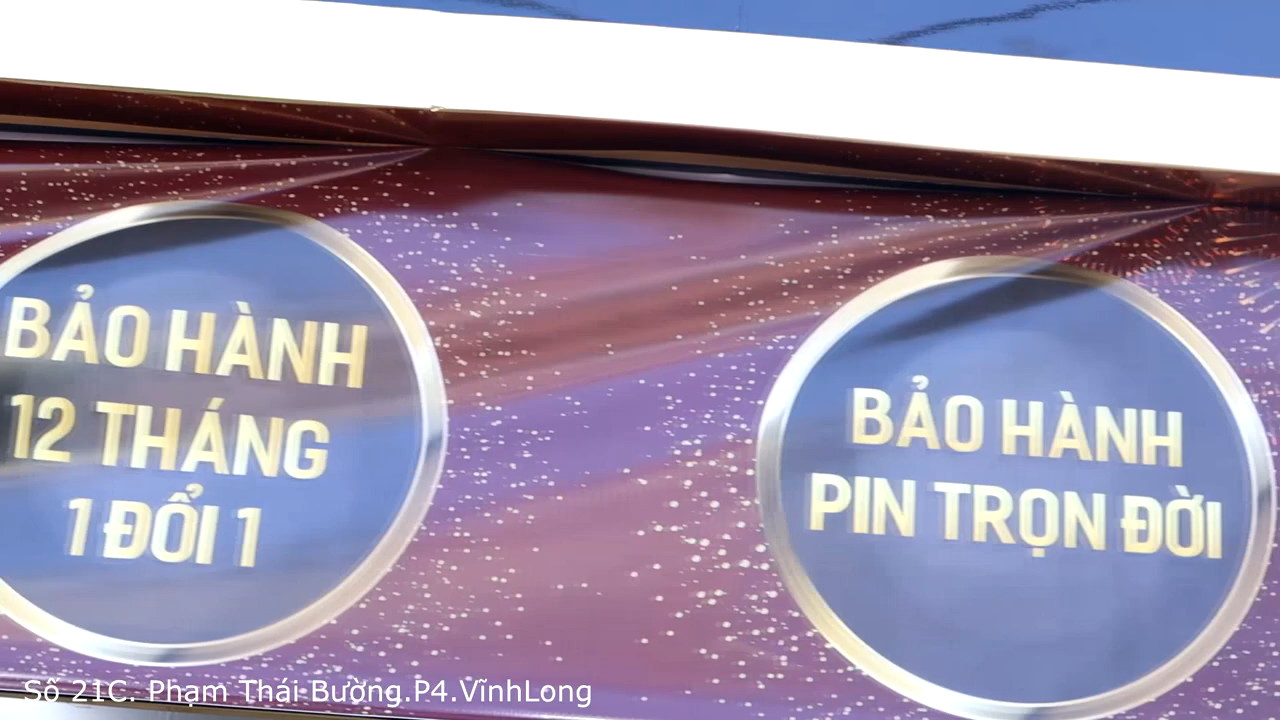 BẢO HÀNH
12 THÁNG
1 ĐỔI 1
BẢO HÀNH
PIN TRỌN ĐỜI
Số 21C. Phạm Thái Bường.P4.VĩnhLong